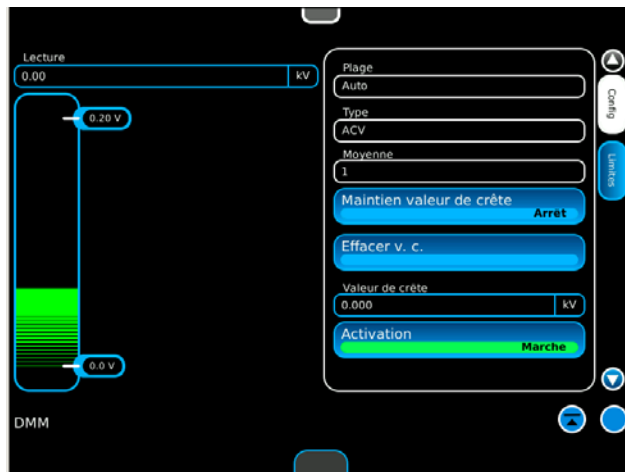 Lecture
0.00 kV
0.20 V
0.0 V
Plage
Auto
Type
ACV
Moyenne
1
Maintien valeur de crête
Arrêt
Effacer v. c.
Valeur de crête
0.000 kV
Activation
Marche
Config
Limites
DMM